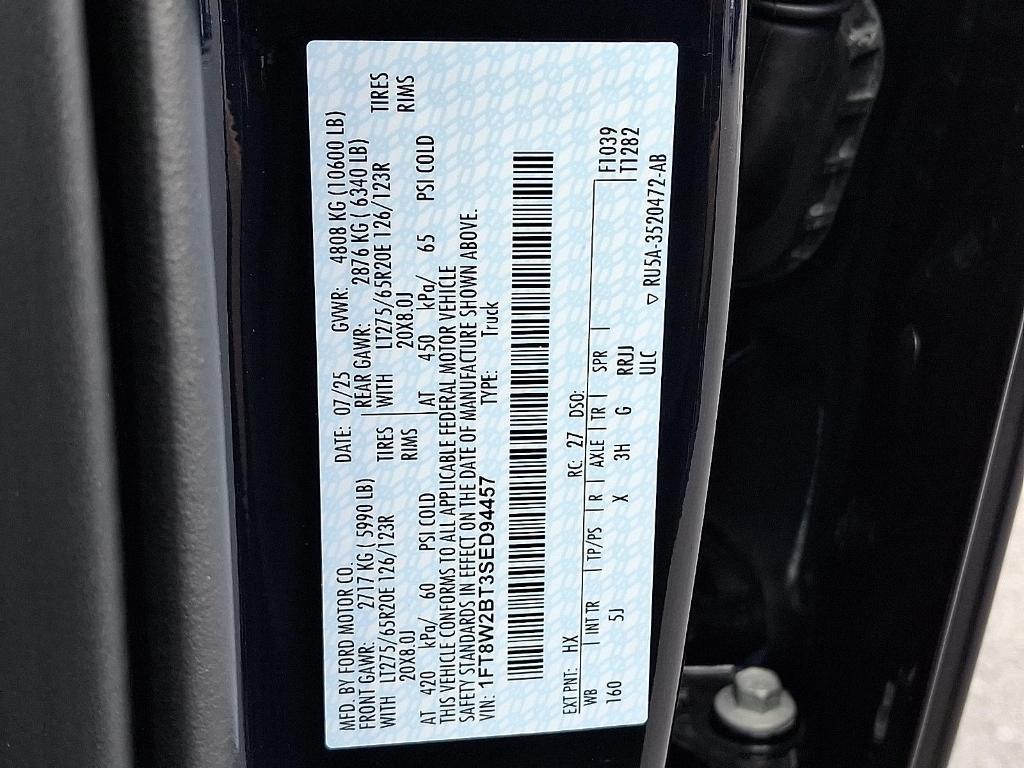 MFD. BY FORD MOTOR CO. DATE: 07/25 GVWR: 4808 KG (10600 LB)
FRONT GAWR: 2717 KG ( 5990 LB) REAR GAWR: 2876 KG ( 6340 LB)
WITH LT275/65R20E 126/123R TIRES WITH LT275/65R20E 126/123R TIRES
20X8.0J RIMS 20X8.0J RIMS
AT 420 kPa/ 60 PSI COLD AT 450 kPa/ 65 PSI COLD
THIS VEHICLE CONFORMS TO ALL APPLICABLE FEDERAL MOTOR VEHICLE
SAFETY STANDARDS IN EFFECT ON THE DATE OF MANUFACTURE SHOWN ABOVE.
VIN: 1FT8W2BT3SED94457 TYPE: Truck
EXT PNT: HX RC: 27 DSO:
WB INT TR TP/PS R AXLE TR SPR F1039
160 5J X 3H G RRUJ T1282
ULC
▽ RU5A-3520472-AB